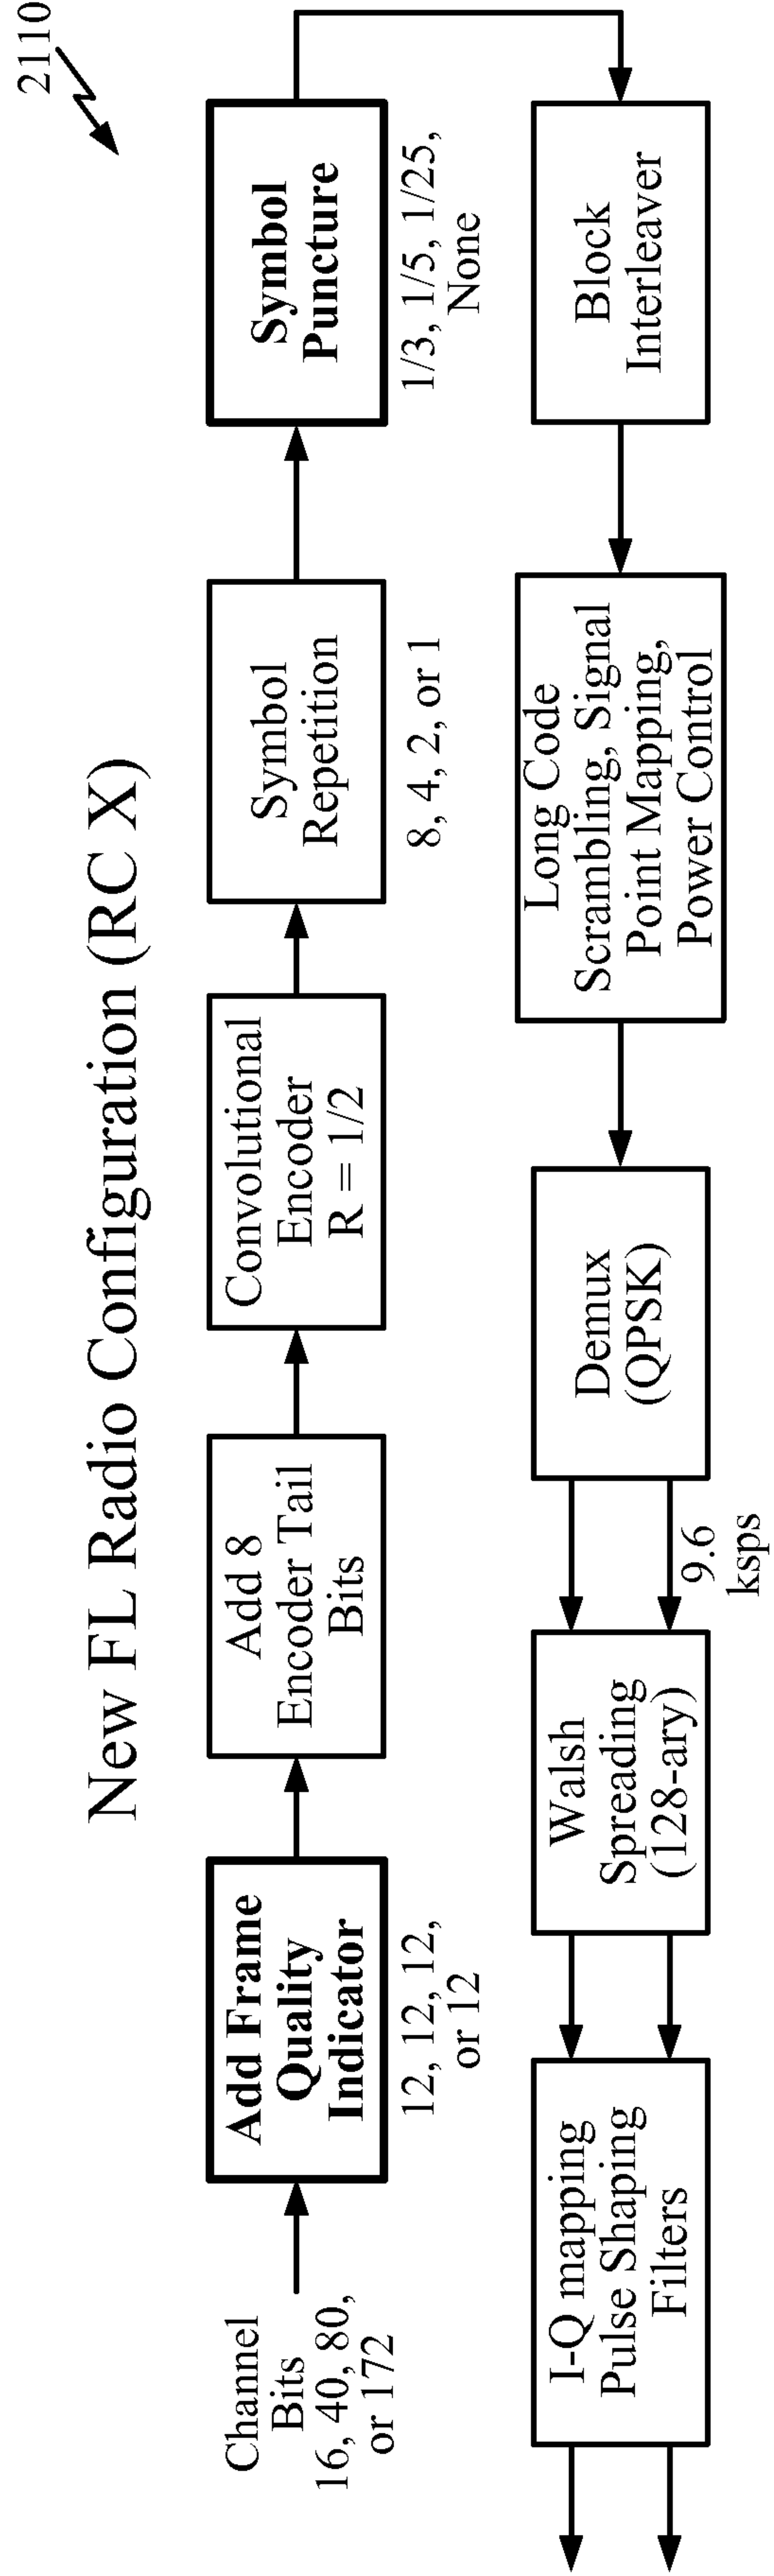 2110
New FL Radio Configuration (RC X)
Channel
Bits
16, 40, 80,
or 172
Add Frame
Quality
Indicator
12, 12, 12,
or 12
Add 8
Encoder Tail
Bits
Convolutional
Encoder
R = 1/2
Symbol
Repetition
8, 4, 2, or 1
Symbol
Puncture
1/3, 1/5, 1/25,
None
Block
Interleaver
Long Code
Scrambling, Signal
Point Mapping,
Power Control
Demux
(QPSK)
9.6
ksps
Walsh
Spreading
(128-ary)
I-Q mapping
Pulse Shaping
Filters